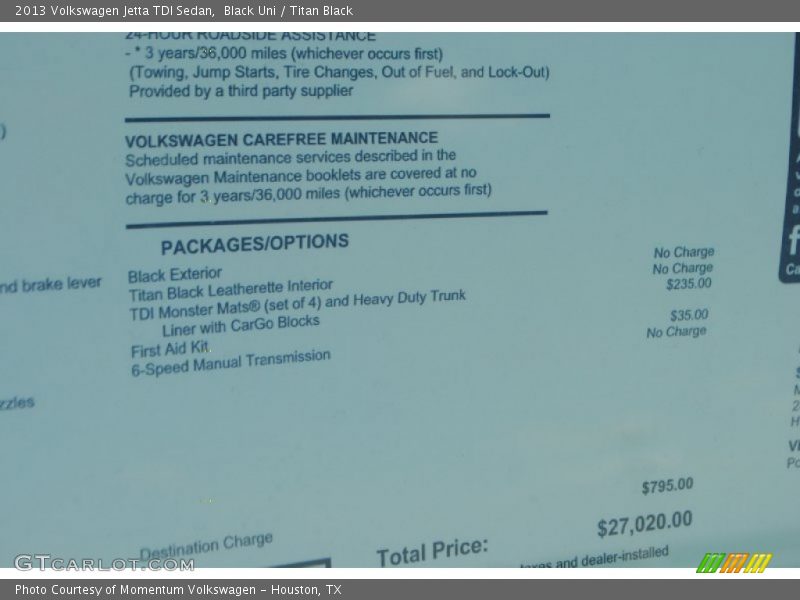 2013 Volkswagen Jetta TDI Sedan, Black Uni / Titan Black
24-HOUR ROADSIDE ASSISTANCE
- * 3 years/36,000 miles (whichever occurs first)
(Towing, Jump Starts, Tire Changes, Out of Fuel, and Lock-Out)
Provided by a third party supplier
)
VOLKSWAGEN CAREFREE MAINTENANCE
Scheduled maintenance services described in the
Volkswagen Maintenance booklets are covered at no
charge for 3 years/36,000 miles (whichever occurs first)
PACKAGES/OPTIONS
nd brake lever
Black Exterior No Charge
Titan Black Leatherette Interior No Charge
TDI Monster Mats® (set of 4) and Heavy Duty Trunk $235.00
Liner with CarGo Blocks
First Aid Kit $35.00
6-Speed Manual Transmission No Charge
zzles
Destination Charge $795.00
Total Price: $27,020.00
taxes and dealer-installed
GTCarLot.com
Photo Courtesy of Momentum Volkswagen - Houston, TX